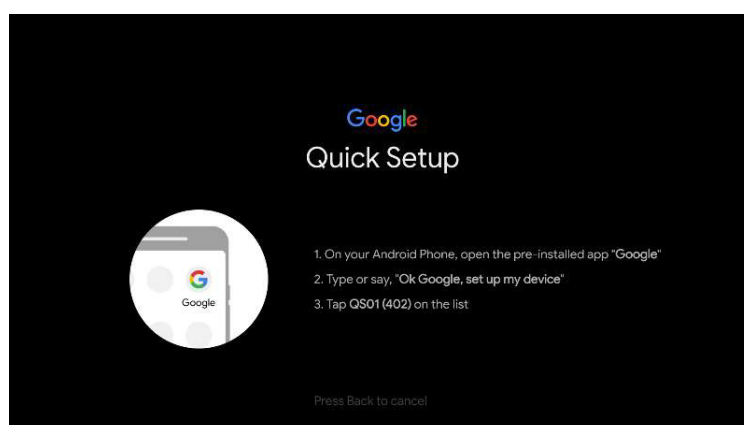 Google
Quick Setup
1. On your Android Phone, open the pre-installed app "Google"
2. Type or say, "Ok Google, set up my device"
3. Tap QS01 (402) on the list
G
Google
Press Back to cancel